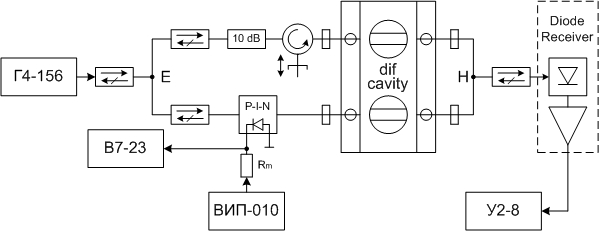 Diode
Receiver
10 dB
Г4-156
E
dif
cavity
H
P-I-N
В7-23
Rm
ВИП-010
У2-8